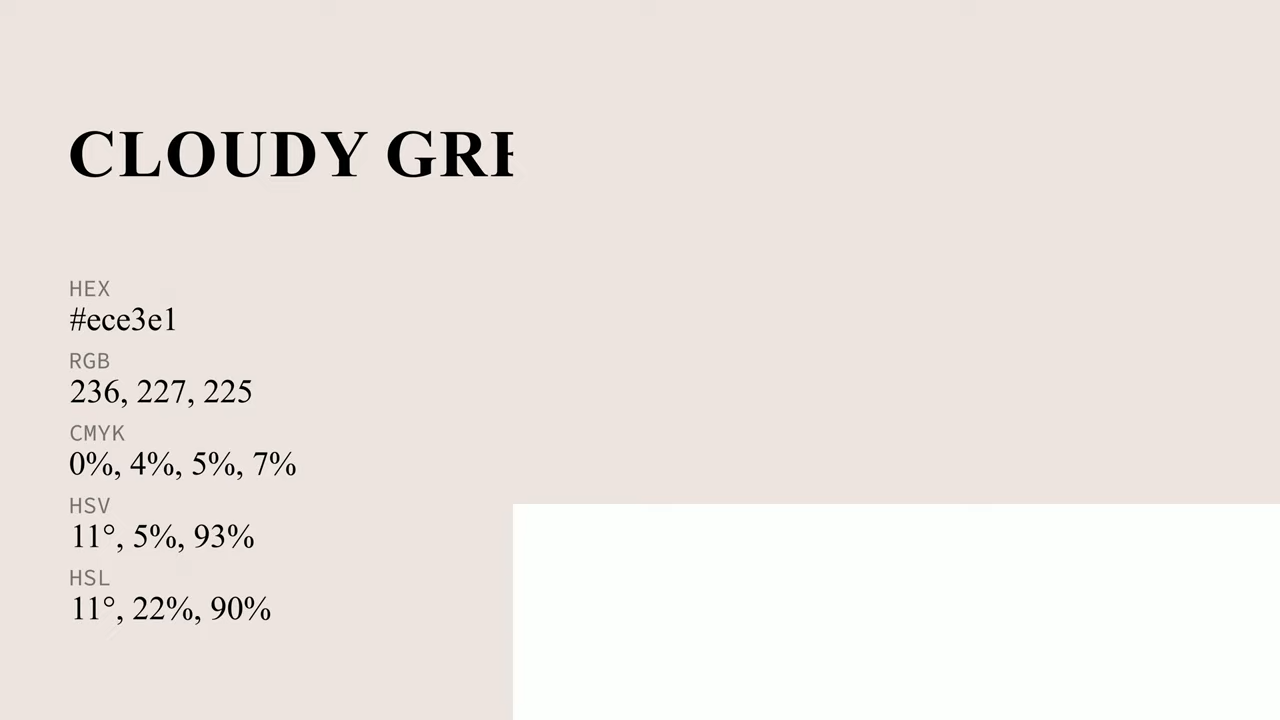 CLOUDY
HEX
#ece3e1
RGB
236, 227, 225
CMYK
0%, 4%, 5%, 7%
HSV
11°, 5%, 93%
HSL
11°, 22%, 90%